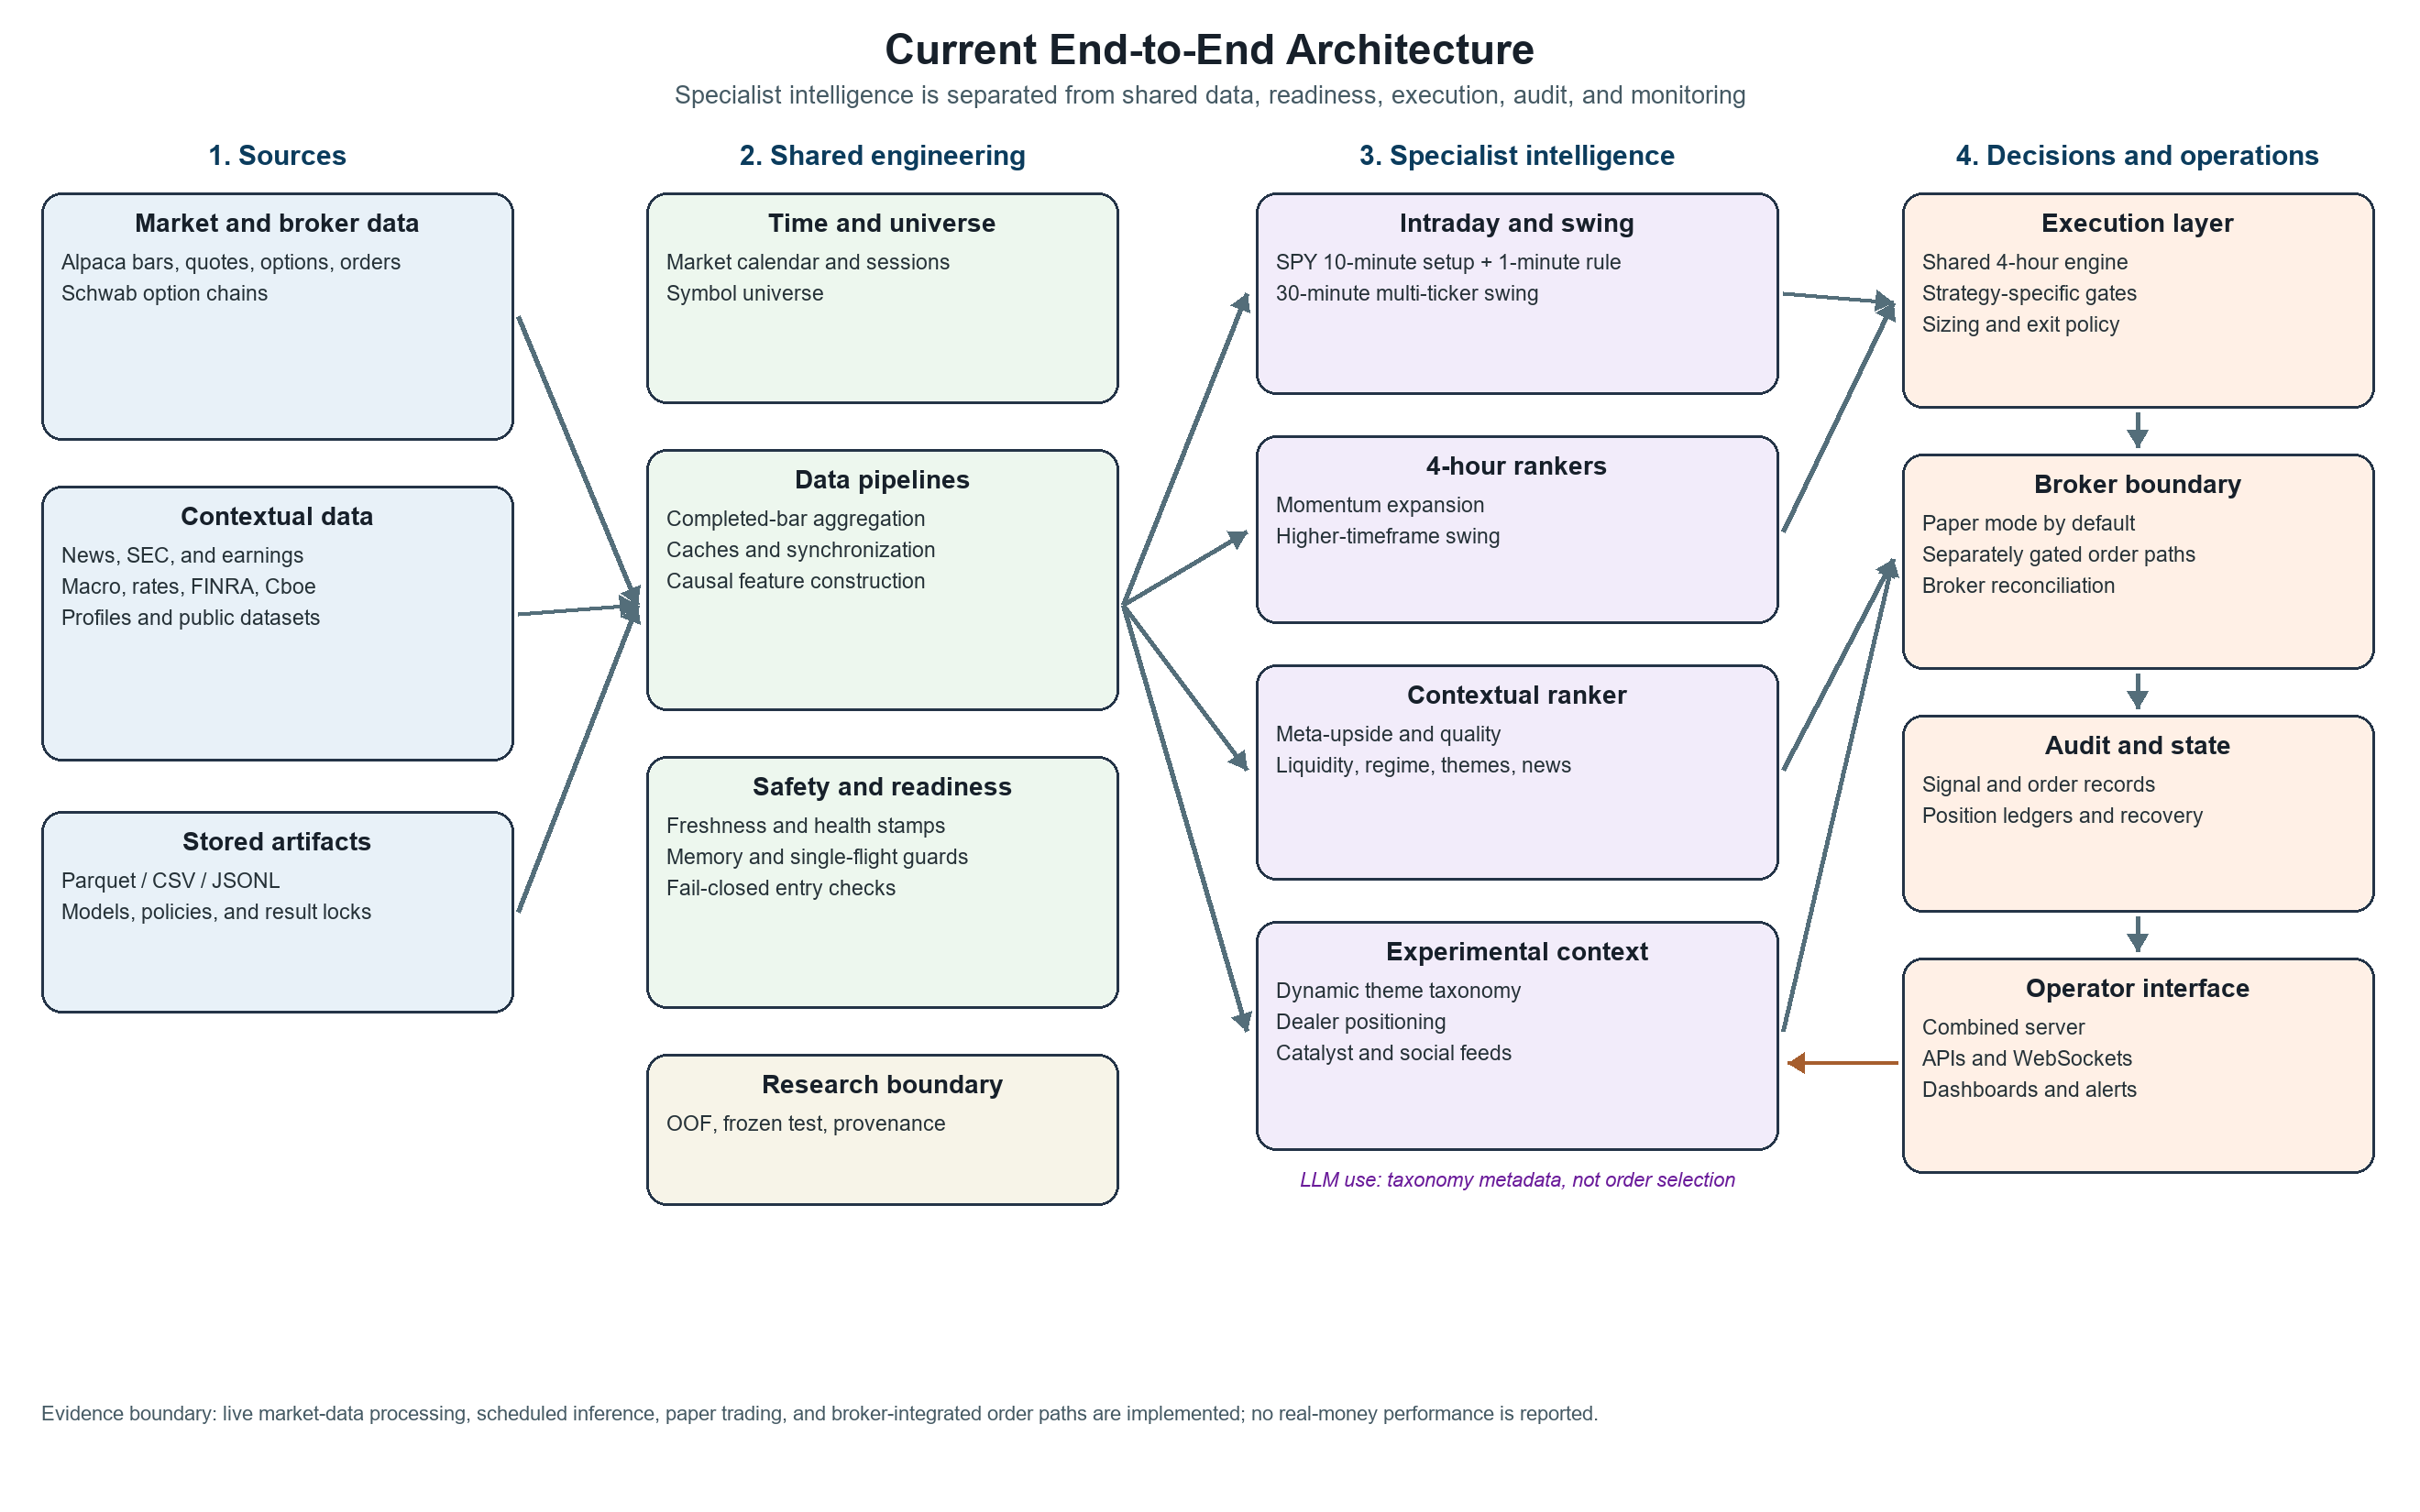 Current End-to-End Architecture
Specialist intelligence is separated from shared data, readiness, execution, audit, and monitoring
1. Sources
Market and broker data
Alpaca bars, quotes, options, orders
Schwab option chains
Contextual data
News, SEC, and earnings
Macro, rates, FINRA, Cboe
Profiles and public datasets
Stored artifacts
Parquet / CSV / JSONL
Models, policies, and result locks
2. Shared engineering
Time and universe
Market calendar and sessions
Symbol universe
Data pipelines
Completed-bar aggregation
Caches and synchronization
Causal feature construction
Safety and readiness
Freshness and health stamps
Memory and single-flight guards
Fail-closed entry checks
Research boundary
OOF, frozen test, provenance
3. Specialist intelligence
Intraday and swing
SPY 10-minute setup + 1-minute rule
30-minute multi-ticker swing
4-hour rankers
Momentum expansion
Higher-timeframe swing
Contextual ranker
Meta-upside and quality
Liquidity, regime, themes, news
Experimental context
Dynamic theme taxonomy
Dealer positioning
Catalyst and social feeds
LLM use: taxonomy metadata, not order selection
4. Decisions and operations
Execution layer
Shared 4-hour engine
Strategy-specific gates
Sizing and exit policy
Broker boundary
Paper mode by default
Separately gated order paths
Broker reconciliation
Audit and state
Signal and order records
Position ledgers and recovery
Operator interface
Combined server
APIs and WebSockets
Dashboards and alerts
Evidence boundary: live market-data processing, scheduled inference, paper trading, and broker-integrated order paths are implemented; no real-money performance is reported.